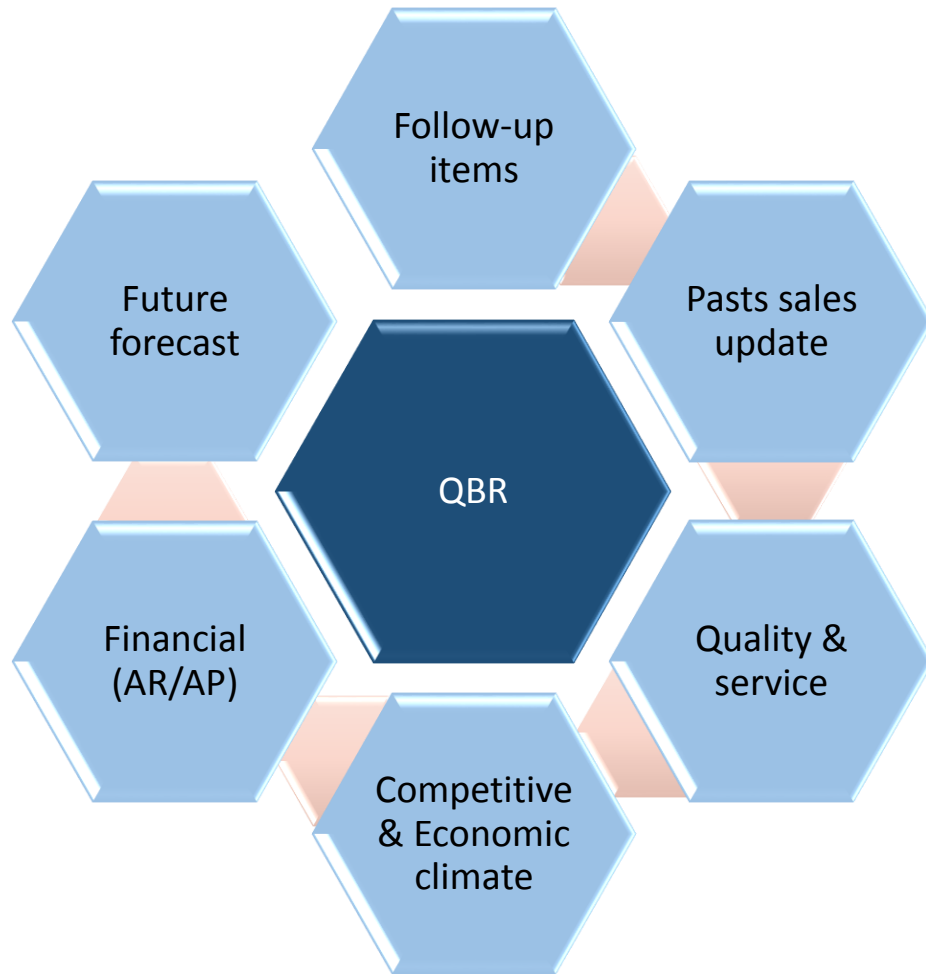 Follow-up
items
Pasts sales
update
Quality &
service
Competitive
& Economic
climate
Financial
(AR/AP)
Future
forecast
QBR